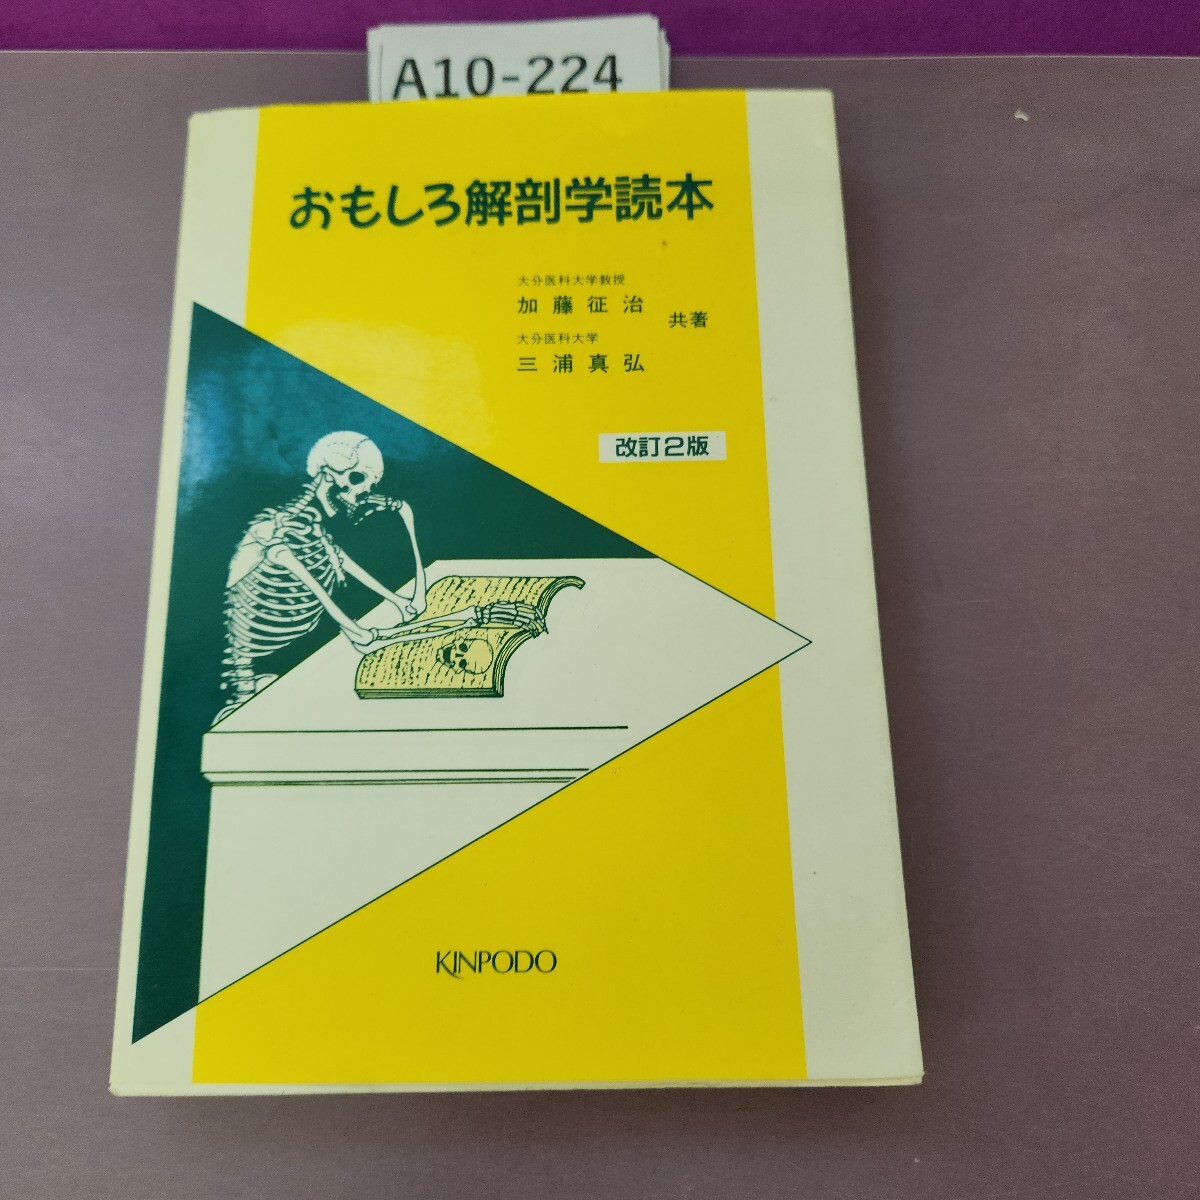 A10-224
おもしろ解剖学読本
大分医科大学教授
加藤征治
共著
大分医科大学
三浦真弘
改訂2版
KINPODO